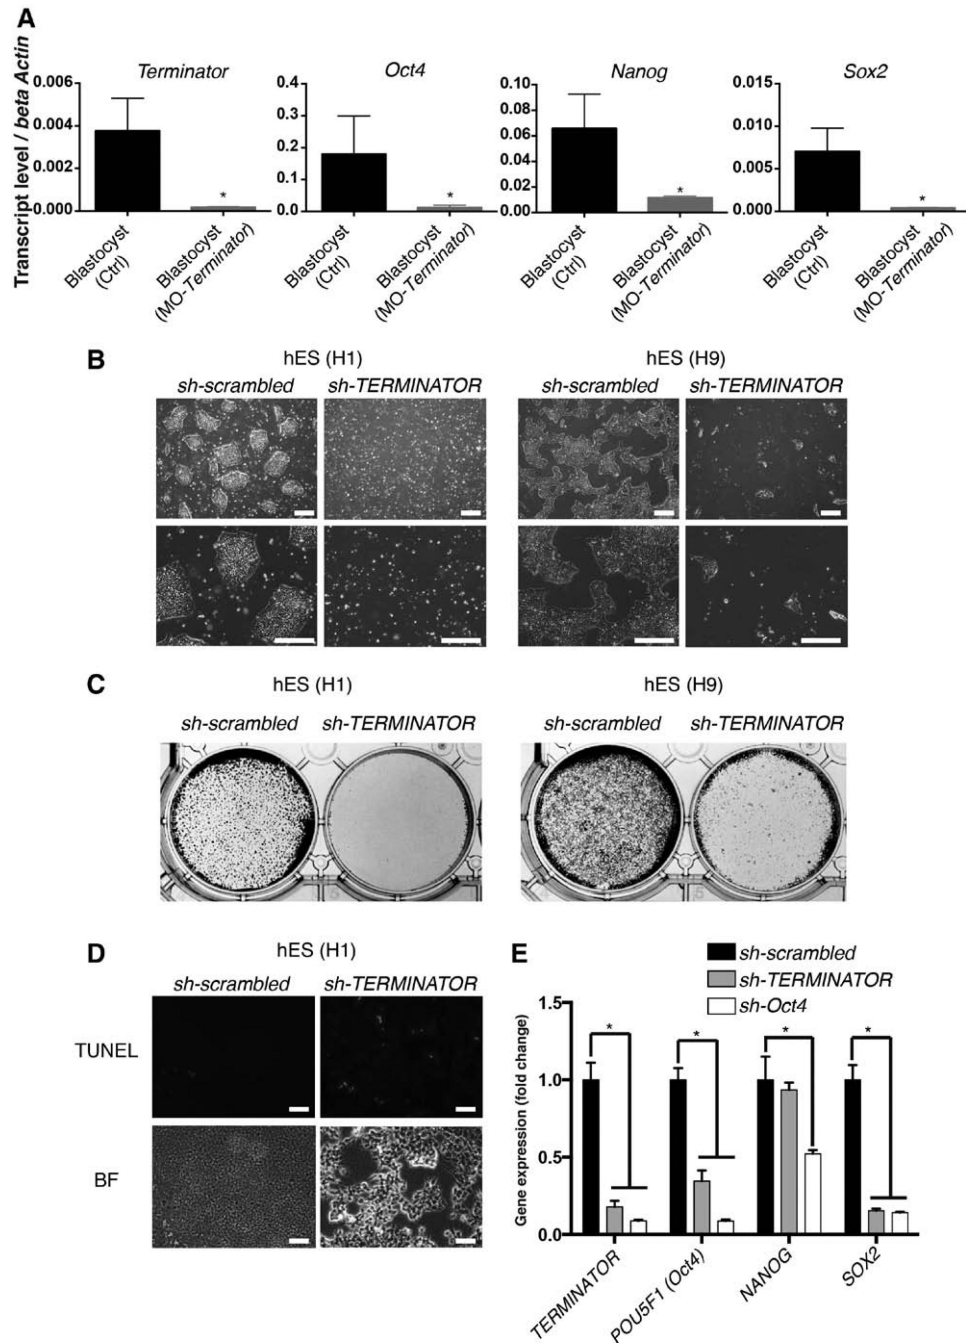 A
Transcript level / beta Actin
Terminator
0.006
0.004
0.002
0.000
Blastocyst
(Ctrl)
Blastocyst
(MO-Terminator)
*
Oct4
0.4
0.3
0.2
0.1
0.0
Blastocyst
(Ctrl)
Blastocyst
(MO-Terminator)
*
Nanog
0.10
0.08
0.06
0.04
0.02
0.00
Blastocyst
(Ctrl)
Blastocyst
(MO-Terminator)
*
Sox2
0.015
0.010
0.005
0.000
Blastocyst
(Ctrl)
Blastocyst
(MO-Terminator)
*
B
hES (H1)
sh-scrambled sh-TERMINATOR
hES (H9)
sh-scrambled sh-TERMINATOR
C
hES (H1)
sh-scrambled sh-TERMINATOR
hES (H9)
sh-scrambled sh-TERMINATOR
D
hES (H1)
sh-scrambled sh-TERMINATOR
TUNEL
BF
E
sh-scrambled
sh-TERMINATOR
sh-Oct4
Gene expression (fold change)
1.5
1.0
0.5
0.0
* * * *
TERMINATOR
POU5F1 (Oct4)
NANOG
SOX2